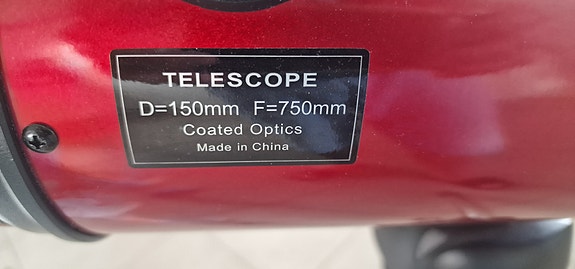 TELESCOPE
D=150mm F=750mm
Coated Optics
Made in China